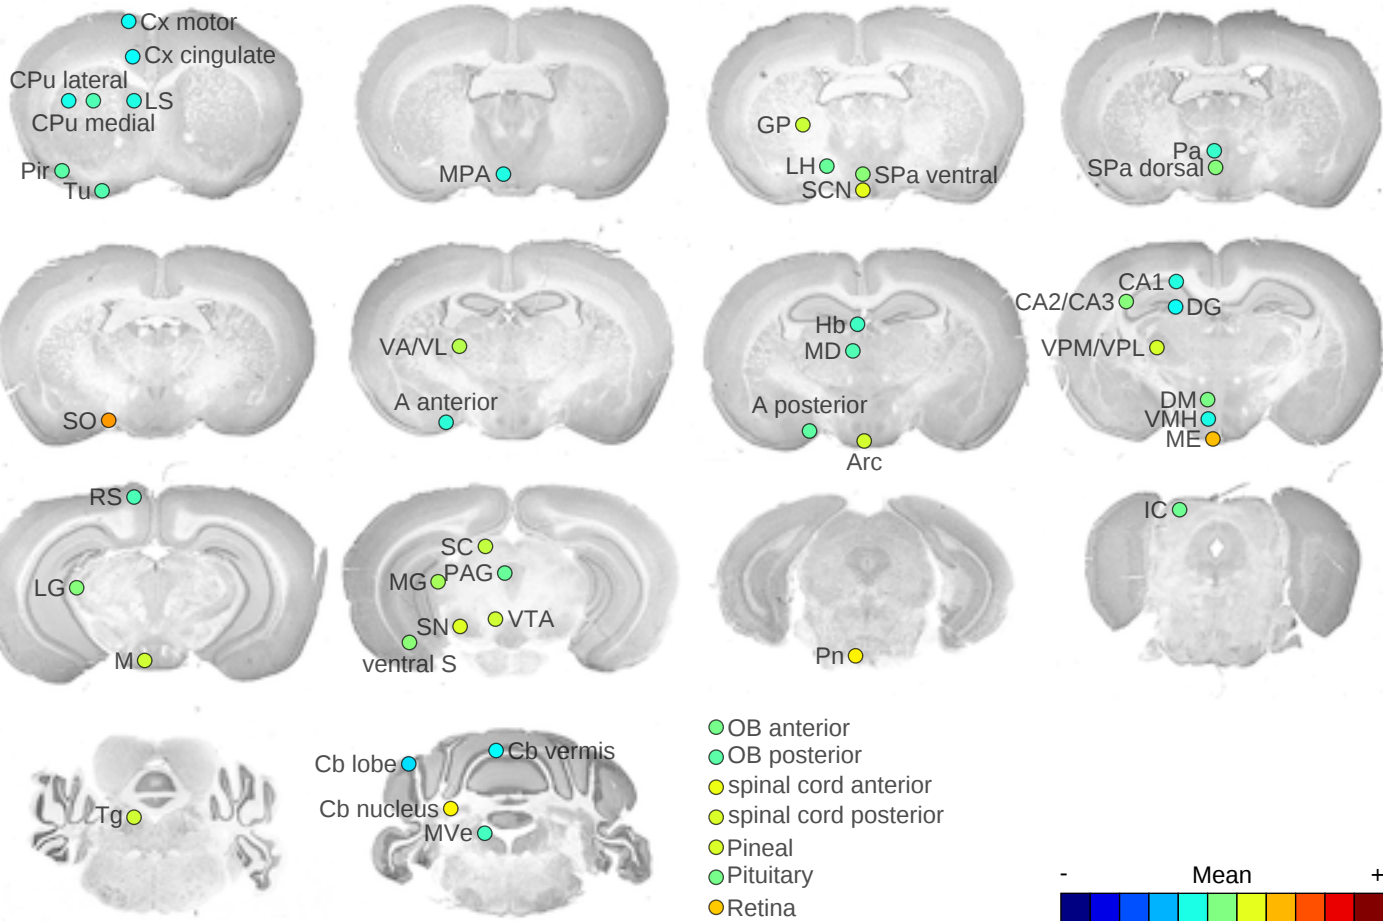 Cx motor
Cx cingulate
CPu lateral
LS
CPu medial
Pir
Tu
MPA
GP
LH
SPa ventral
SCN
Pa
SPa dorsal
SO
VA/VL
A anterior
Hb
MD
A posterior
Arc
CA1
CA2/CA3
DG
VPM/VPL
DM
VMH
ME
RS
LG
M
SC
MG
PAG
SN
VTA
ventral S
Pn
IC
Tg
Cb lobe
Cb vermis
Cb nucleus
MVe
OB anterior
OB posterior
spinal cord anterior
spinal cord posterior
Pineal
Pituitary
Retina
- Mean +